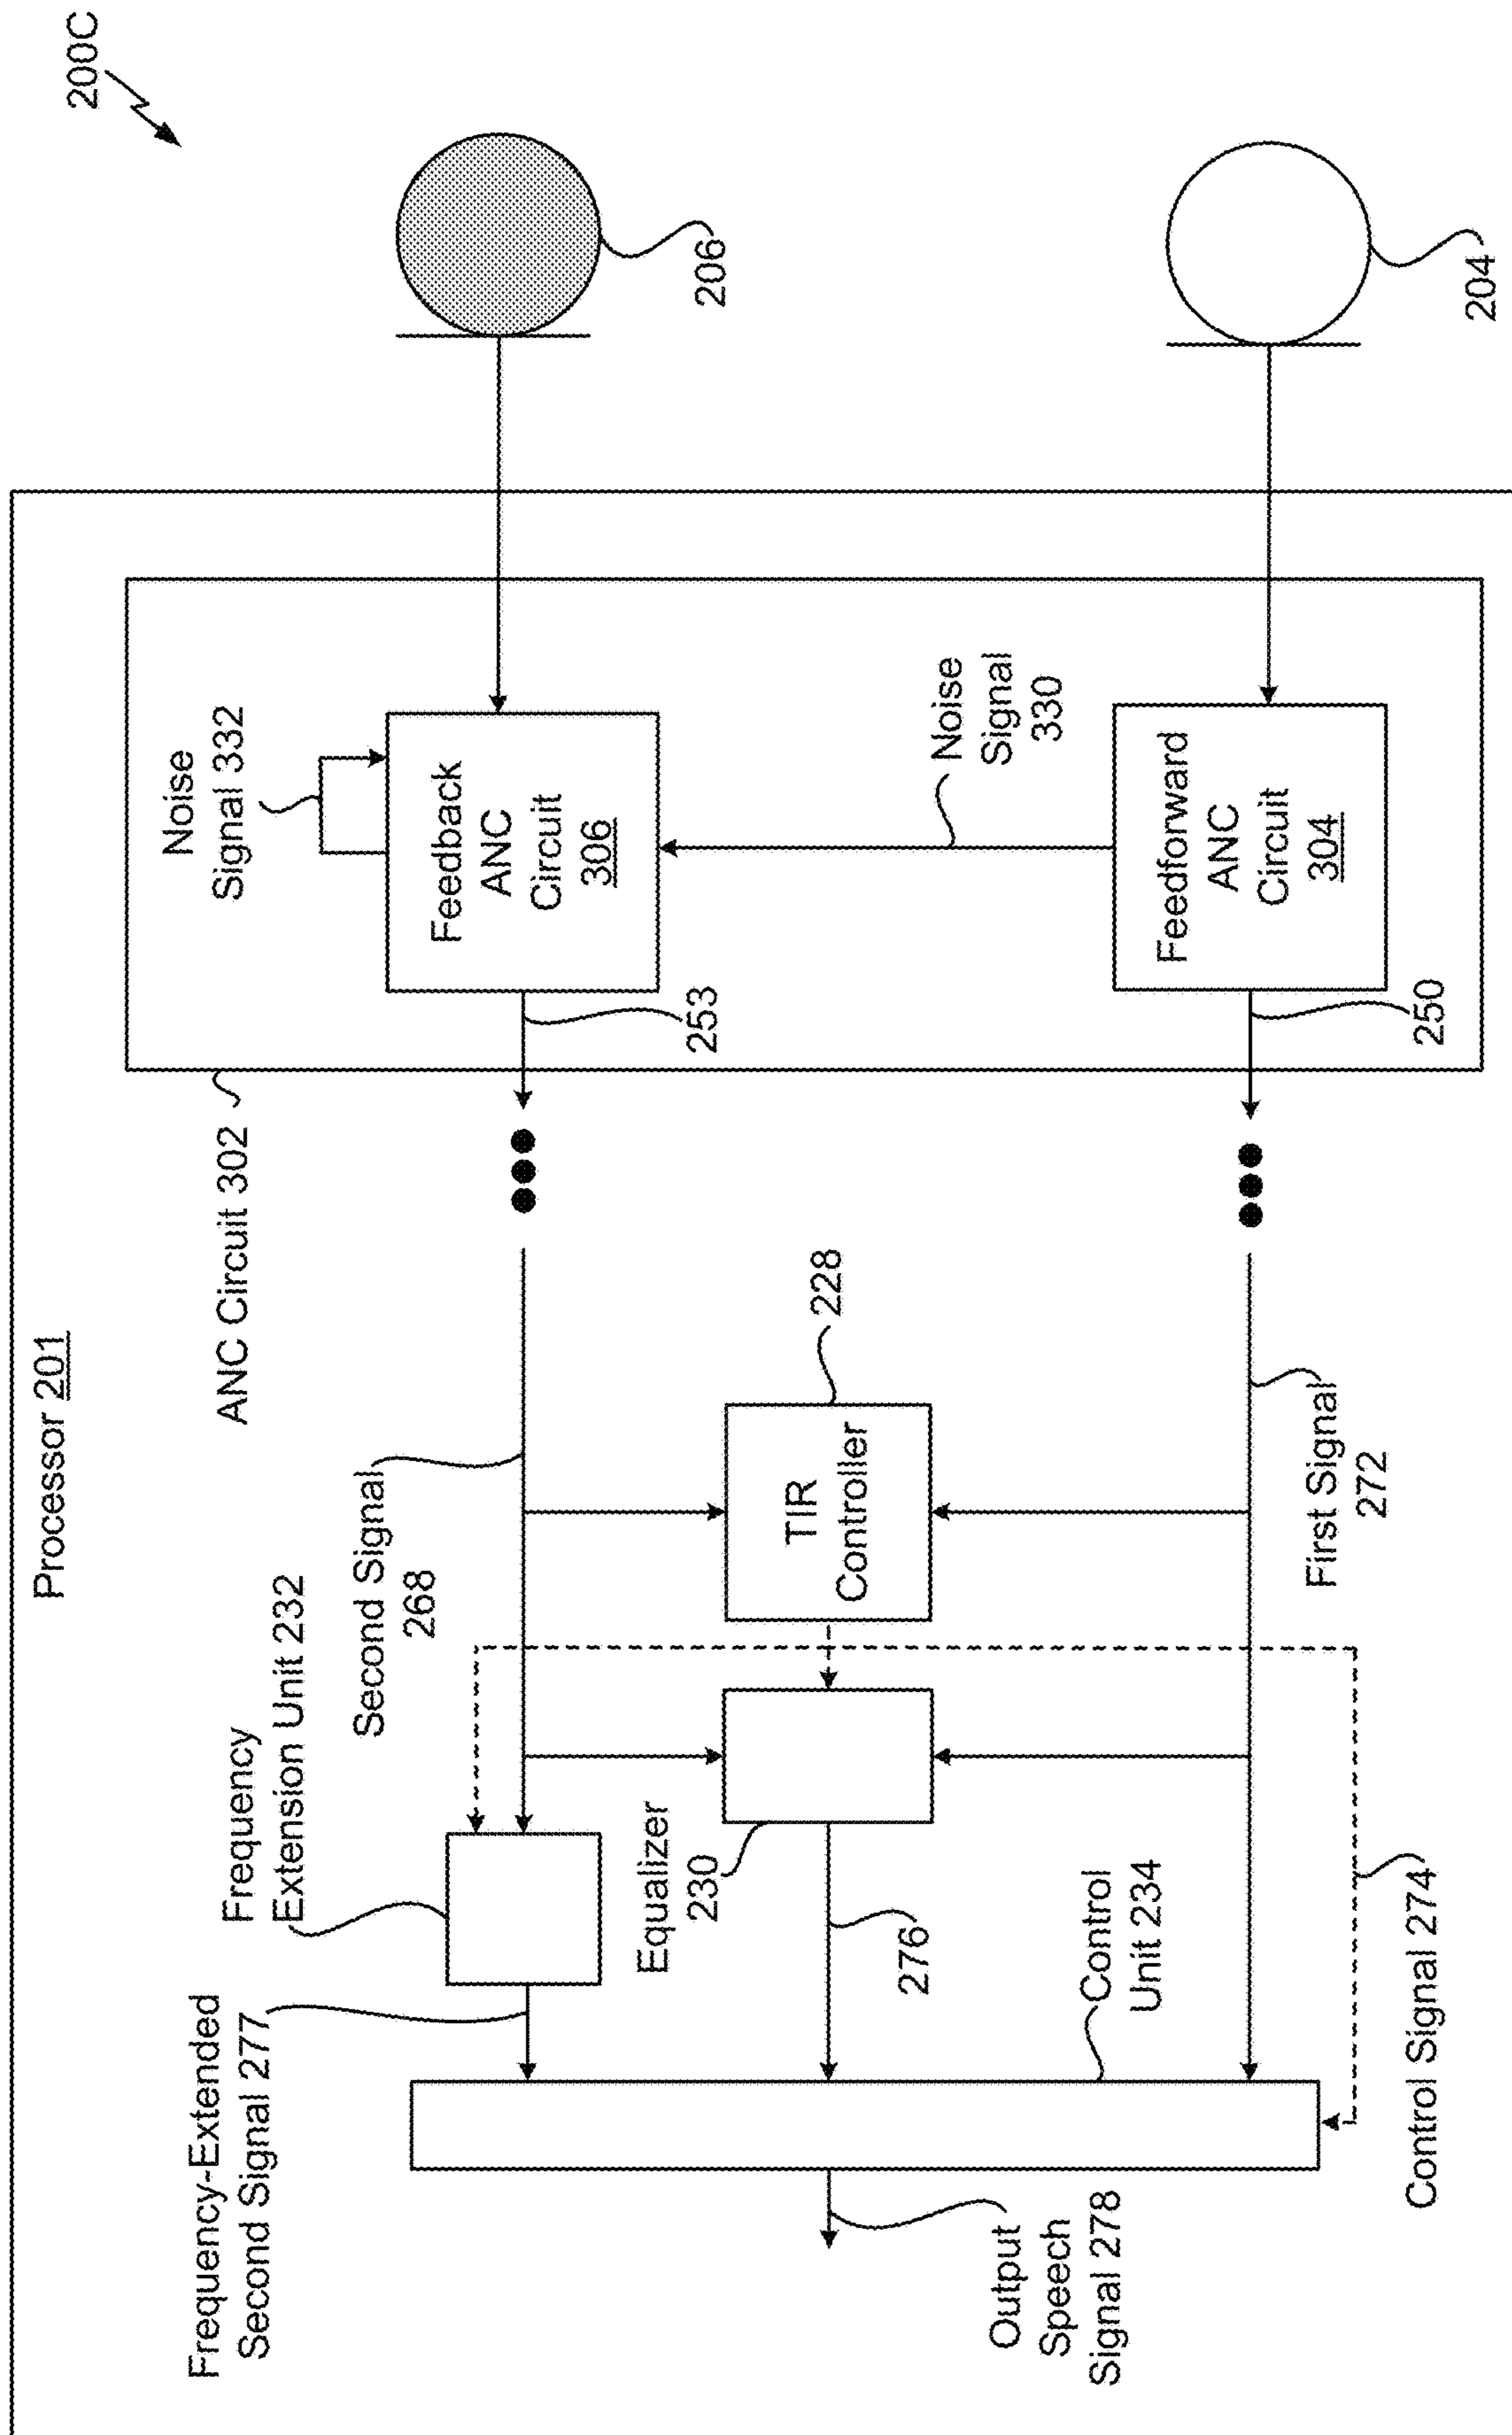 200C
Processor 201
206
204
Noise
Signal 332
Feedback
ANC
Circuit
306
Noise
Signal
330
Feedforward
ANC
Circuit
304
253
250
ANC Circuit 302
Second Signal
268
TIR
Controller
228
First Signal
272
Frequency
Extension Unit 232
Equalizer
230
276
Control
Unit 234
Control Signal 274
Frequency-Extended
Second Signal 277
Output
Speech
Signal 278